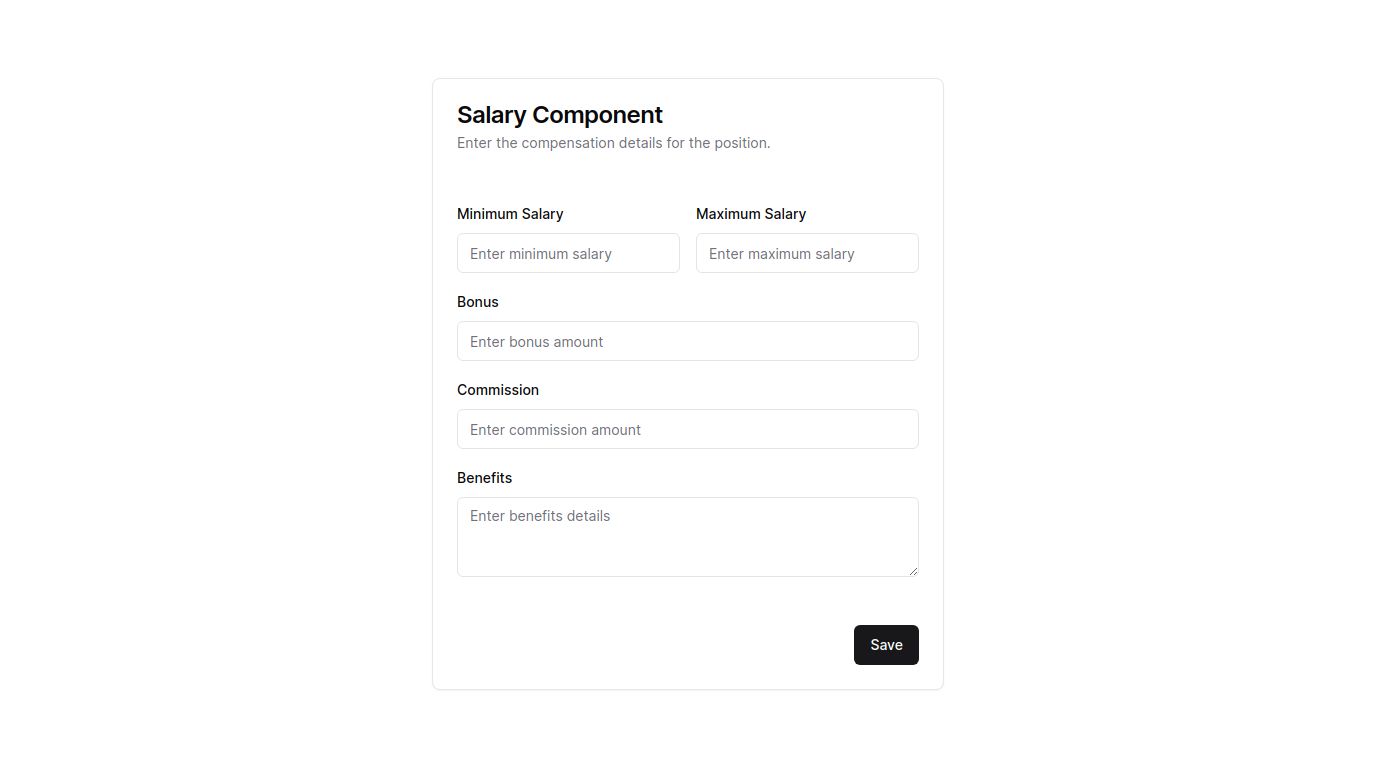 Salary Component
Enter the compensation details for the position.
Minimum Salary
Maximum Salary
Enter minimum salary
Enter maximum salary
Bonus
Enter bonus amount
Commission
Enter commission amount
Benefits
Enter benefits details
Save